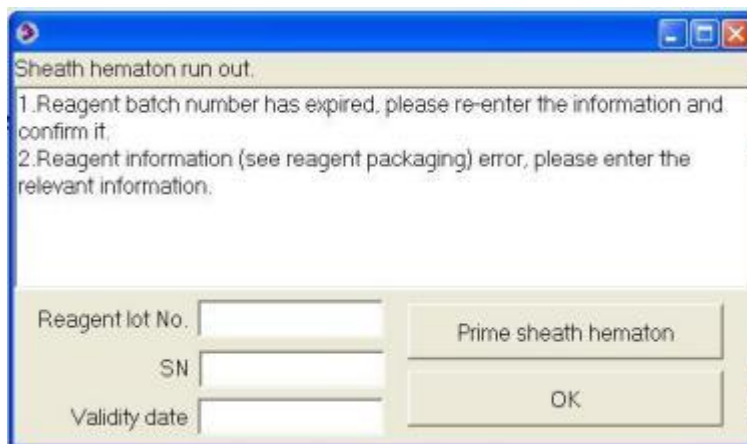 Sheath hematon run out.
1.Reagent batch number has expired, please re-enter the information and
confirm it.
2.Reagent information (see reagent packaging) error, please enter the
relevant information.
Reagent lot No.
Prime sheath hematon
SN
OK
Validity date